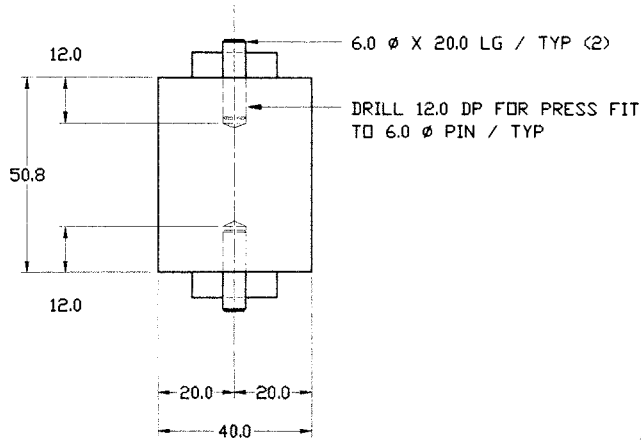 6.0 ø X 20.0 LG / TYP (2)
12.0
DRILL 12.0 DP FOR PRESS FIT
TO 6.0 ø PIN / TYP
50.8
12.0
20.0 20.0
40.0